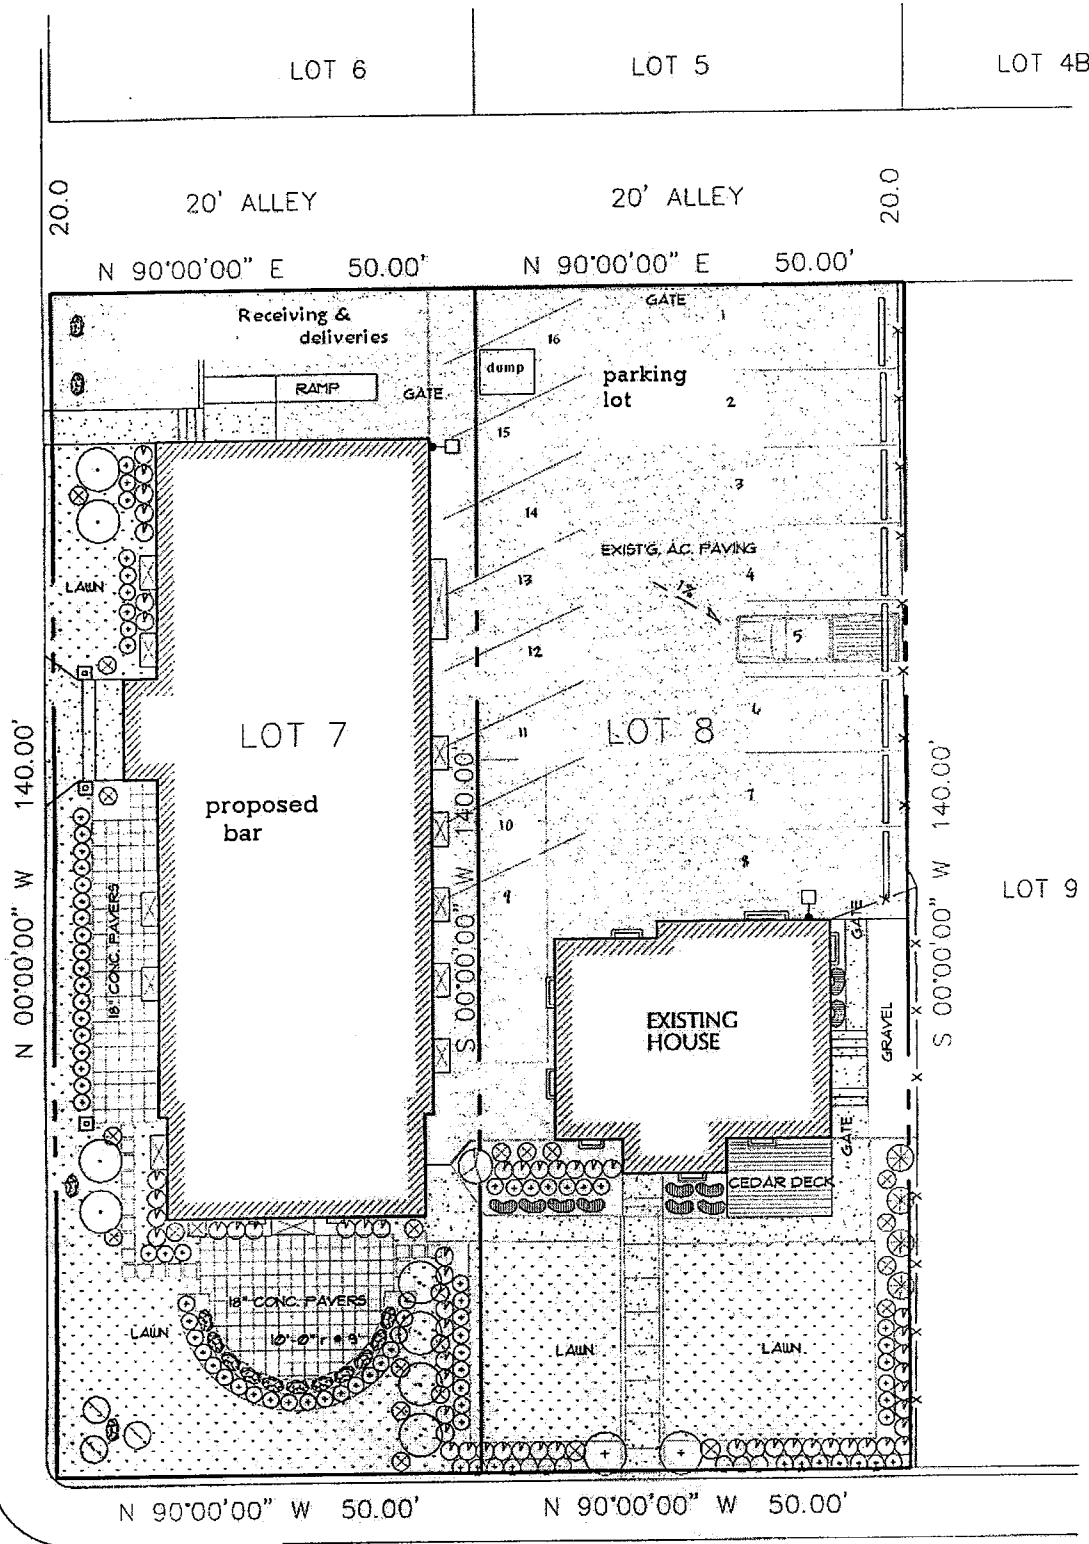 LOT 6
LOT 5
LOT 4B
20.0
20' ALLEY
20' ALLEY
20.0
N 90°00'00" E 50.00'
N 90°00'00" E 50.00'
Receiving &
deliveries
GATE
1
16
dump
parking
lot
RAMP
GATE
2
15
3
14
EXIST'G. A.C. PAVING
13
4
1%
LAWN
5
12
6
LOT 7
11
LOT 8
proposed
bar
7
10
8
9
N 00°00'00" W 140.00'
S 00°00'00" W 140.00'
S 00°00'00" W 140.00'
LOT 9
18" CONC. PAVERS
GATE
EXISTING
HOUSE
GRAVEL
GATE
CEDAR DECK
18" CONC. PAVERS
LAWN
LAWN
LAWN
N 90°00'00" W 50.00'
N 90°00'00" W 50.00'